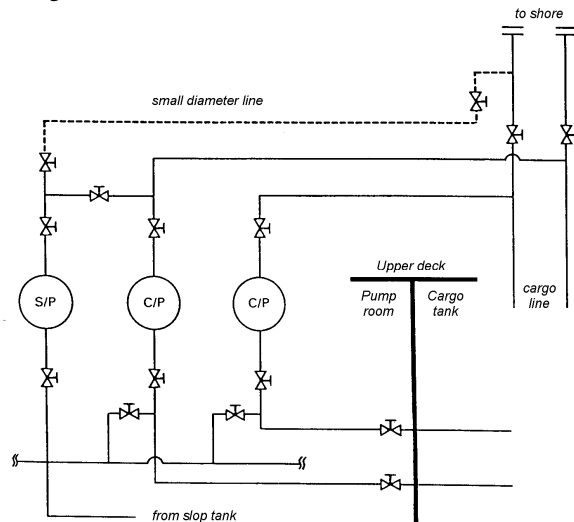 to shore
small diameter line
S/P
C/P
C/P
Upper deck
Pump
room
Cargo
tank
cargo
line
from slop tank